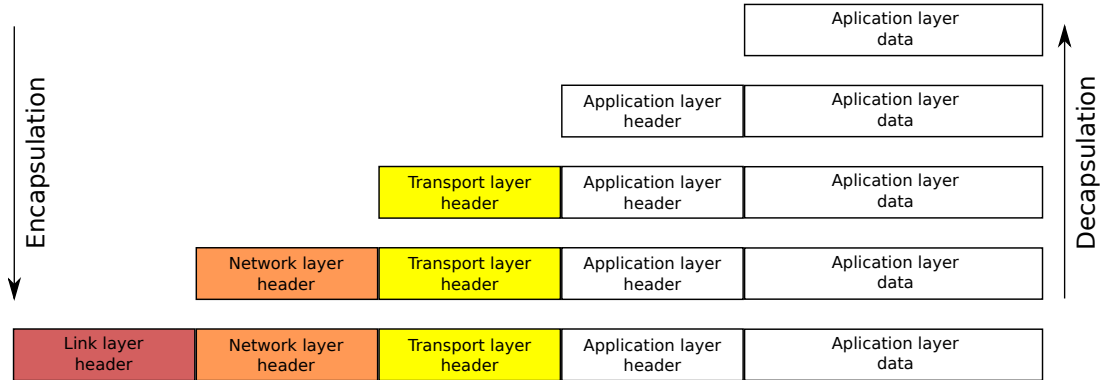 Aplication layer
data
Application layer
header
Aplication layer
data
Transport layer
header
Application layer
header
Aplication layer
data
Network layer
header
Transport layer
header
Application layer
header
Aplication layer
data
Link layer
header
Network layer
header
Transport layer
header
Application layer
header
Aplication layer
data
Encapsulation
Decapsulation